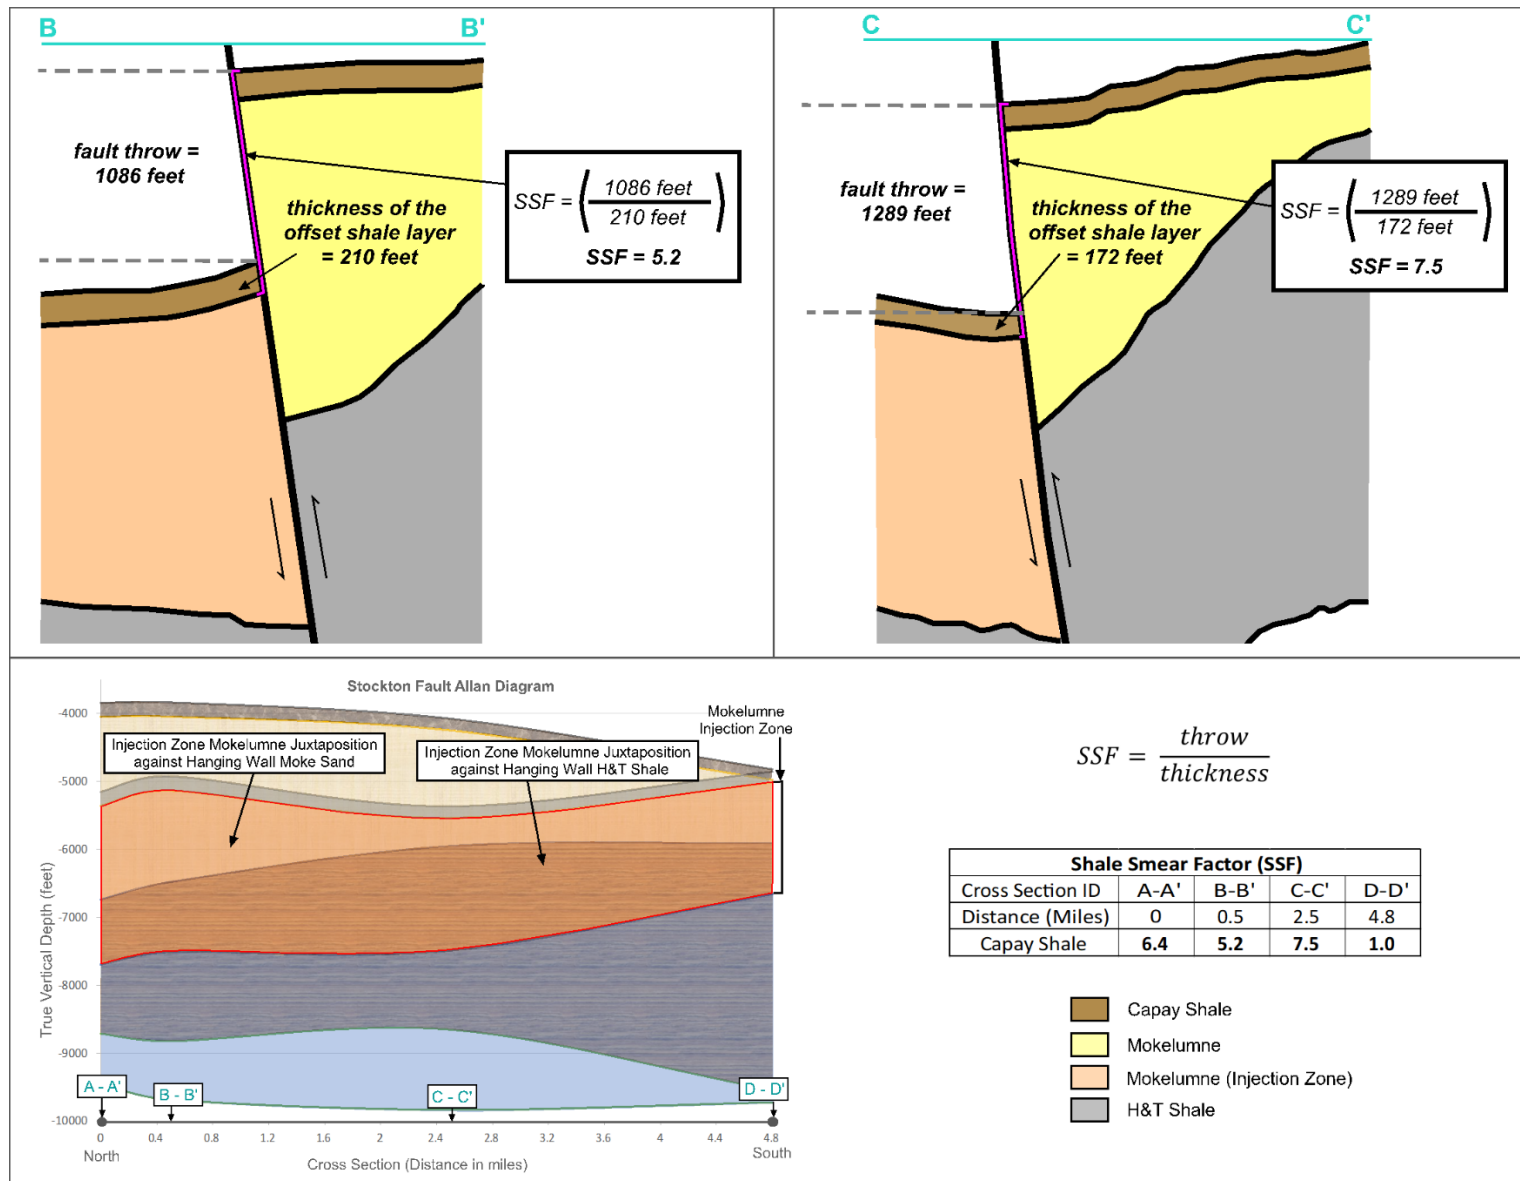 B
B'
fault throw =
1086 feet
thickness of the
offset shale layer
= 210 feet
SSF = ( 1086 feet / 210 feet )
SSF = 5.2
C
C'
fault throw =
1289 feet
thickness of the
offset shale layer
= 172 feet
SSF = ( 1289 feet / 172 feet )
SSF = 7.5
Stockton Fault Allan Diagram
True Vertical Depth (feet)
-4000
-5000
-6000
-7000
-8000
-9000
-10000
Injection Zone Mokelumne Juxtaposition
against Hanging Wall Moke Sand
Injection Zone Mokelumne Juxtaposition
against Hanging Wall H&T Shale
Mokelumne
Injection Zone
A - A'
B - B'
C - C'
D - D'
0 0.4 0.8 1.2 1.6 2 2.4 2.8 3.2 3.6 4 4.4 4.8
North
South
Cross Section (Distance in miles)
SSF = throw / thickness
Shale Smear Factor (SSF)
Cross Section ID A-A' B-B' C-C' D-D'
Distance (Miles) 0 0.5 2.5 4.8
Capay Shale 6.4 5.2 7.5 1.0
Capay Shale
Mokelumne
Mokelumne (Injection Zone)
H&T Shale